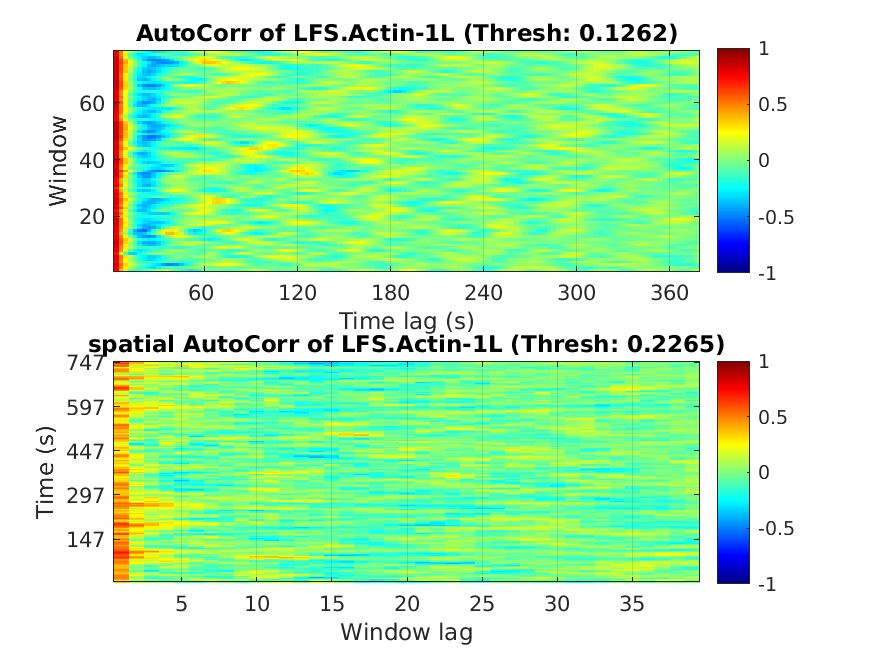 AutoCorr of LFS.Actin-1L (Thresh: 0.1262)
Window
60
40
20
60 120 180 240 300 360
Time lag (s)
1
0.5
0
-0.5
-1
spatial AutoCorr of LFS.Actin-1L (Thresh: 0.2265)
Time (s)
747
597
447
297
147
5 10 15 20 25 30 35
Window lag
1
0.5
0
-0.5
-1